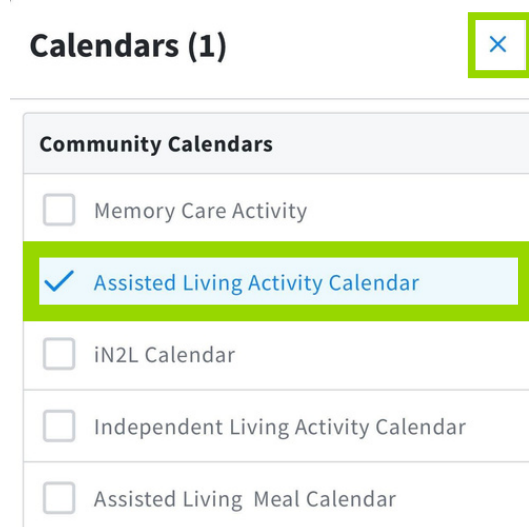 Calendars (1)
Community Calendars
Memory Care Activity
Assisted Living Activity Calendar
iN2L Calendar
Independent Living Activity Calendar
Assisted Living  Meal Calendar